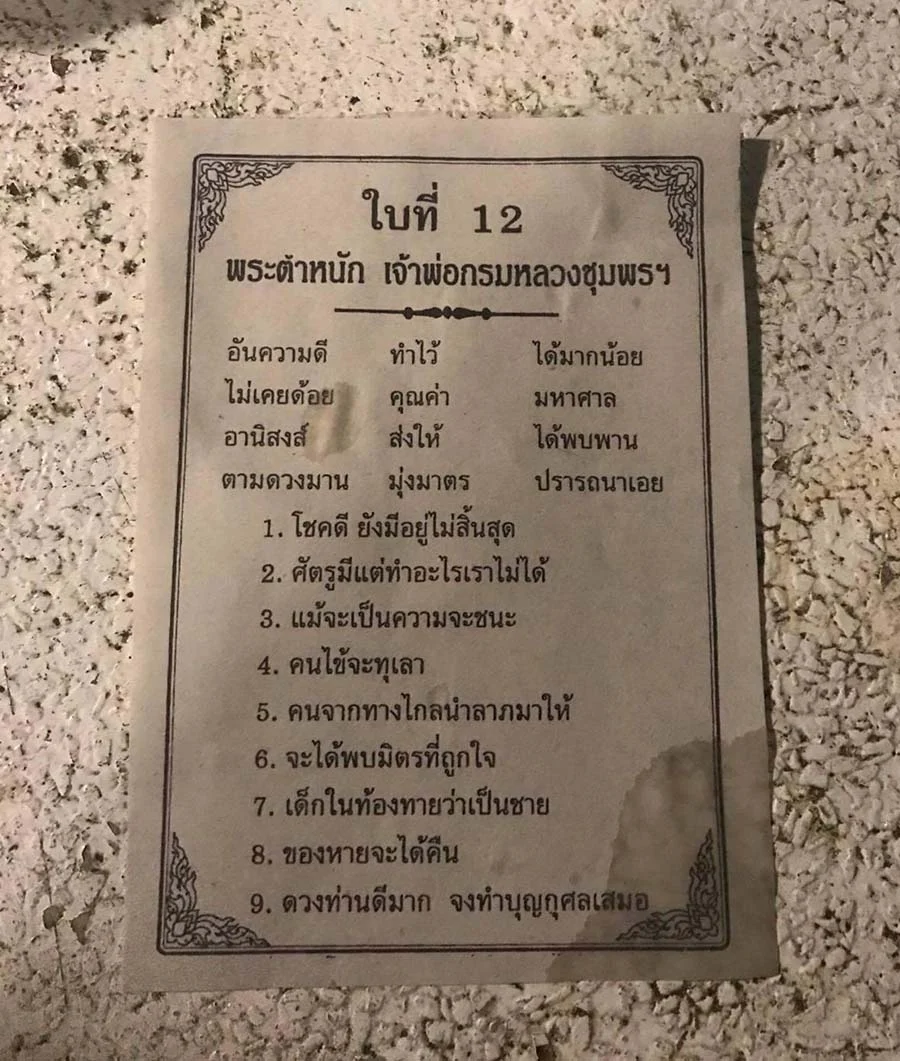 ใบที่ 12
พระตำหนัก เจ้าพ่อกรมหลวงชุมพรฯ
อันความดี ทำไว้ ได้มากน้อย
ไม่เคยด้อย คุณค่า มหาศาล
อานิสงส์ ส่งให้ ได้พบพาน
ตามดวงมาน มุ่งมาตร ปรารถนาเอย
1. โชคดี ยังมีอยู่ไม่สิ้นสุด
2. ศัตรูมีแต่ทำอะไรเราไม่ได้
3. แม้จะเป็นความจะชนะ
4. คนไข้จะทุเลา
5. คนจากทางไกลนำลาภมาให้
6. จะได้พบมิตรที่ถูกใจ
7. เด็กในท้องทายว่าเป็นชาย
8. ของหายจะได้คืน
9. ดวงท่านดีมาก จงทำบุญกุศลเสมอ